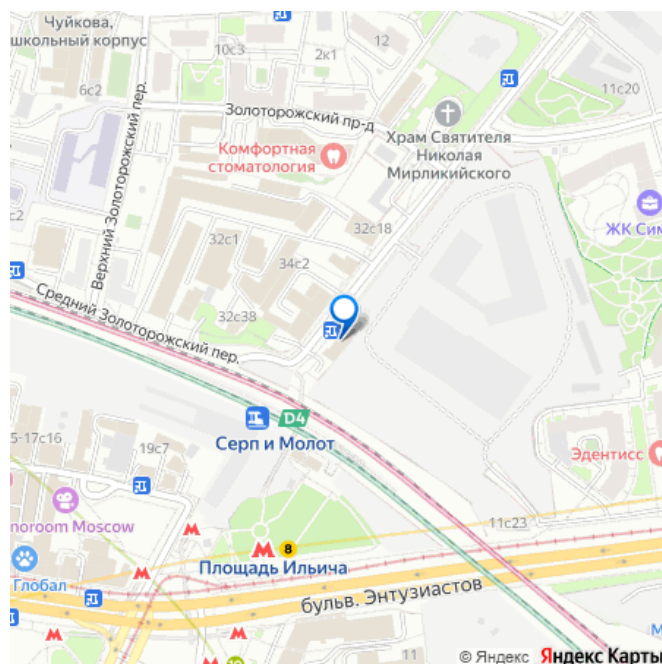 Чуйкова,
школьный корпус
10с3
2к1
12
6с2
11с20
Золоторожский пр-д
Верхний Золоторожский пер.
Комфортная
стоматология
Храм Святителя
Николая
Мирликийского
с2
32с1
32с18
34с2
ЖК Сим
Средний Золоторожский пер.
32с38
D4
Серп и Молот
5-17с16
19с7
Эдентисс
noroom Moscow
11с23
М 8
Площадь Ильича
Глобал
бульв. Энтузиастов
11
© Яндекс Яндекс Карты